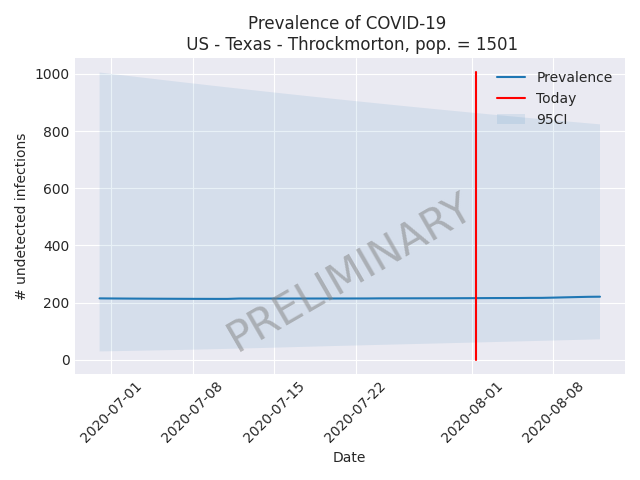 Prevalence of COVID-19
US - Texas - Throckmorton, pop. = 1501
Prevalence
Today
95CI
# undetected infections
1000
800
600
400
200
0
PRELIMINARY
2020-07-01
2020-07-08
2020-07-15
2020-07-22
2020-08-01
2020-08-08
Date